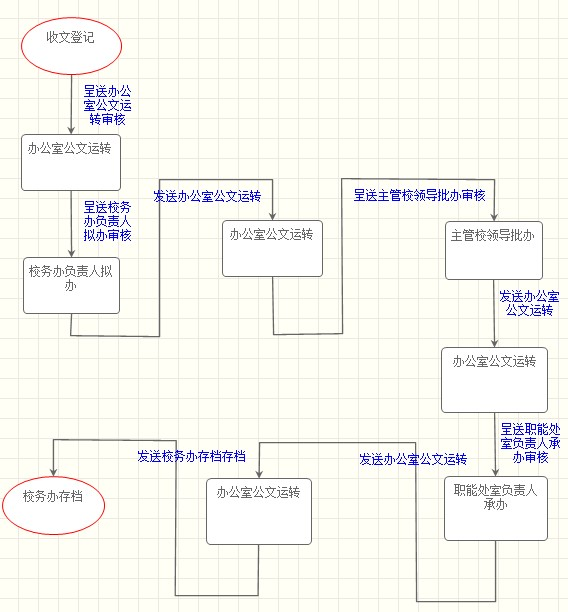 收文登记
呈送办公
室公文运
转审核
办公室公文运转
呈送校务
办负责人
拟办审核
校务办负责人拟
办
发送办公室公文运转
办公室公文运转
呈送主管校领导批办审核
主管校领导批办
发送办公室
公文运转
办公室公文运转
呈送职能处
室负责人承
办审核
职能处室负责人
承办
发送办公室公文运转
办公室公文运转
发送校务办存档存档
校务办存档